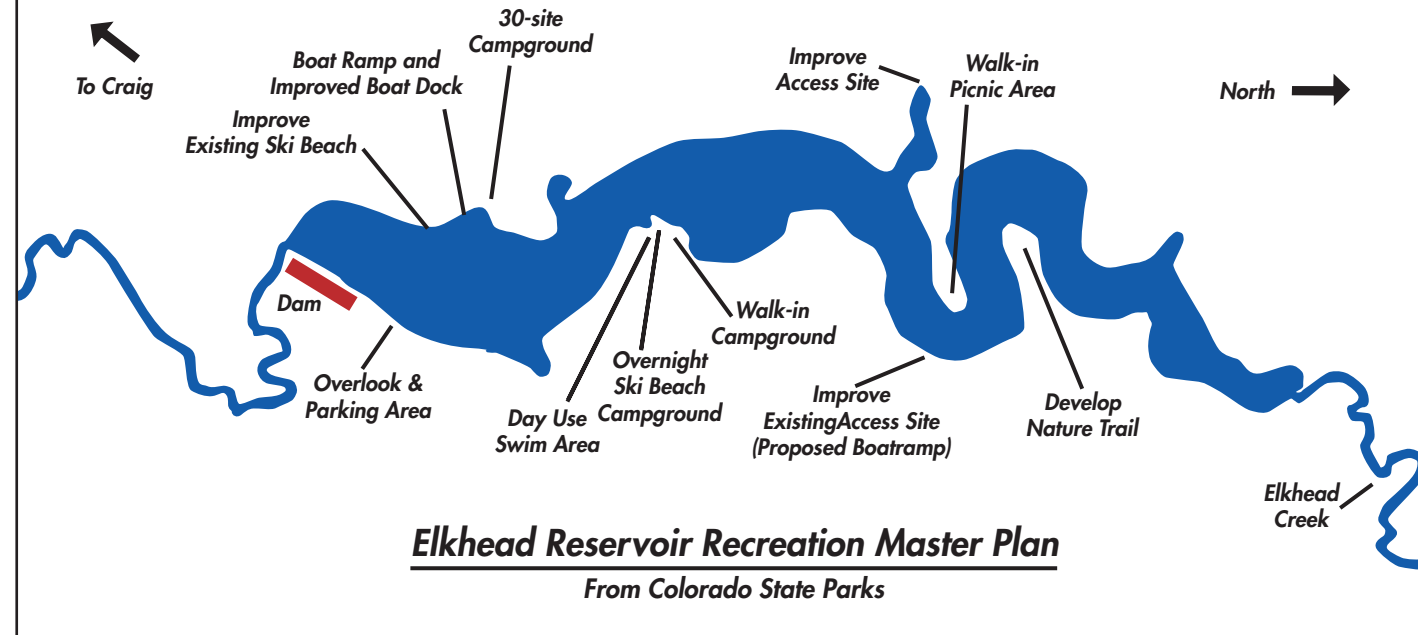 30-site
Campground
To Craig
Boat Ramp and
Improved Boat Dock
Improve
Existing Ski Beach
Improve
Access Site
Walk-in
Picnic Area
North
Dam
Overlook &
Parking Area
Day Use
Swim Area
Overnight
Ski Beach
Campground
Walk-in
Campground
Improve
ExistingAccess Site
(Proposed Boatramp)
Develop
Nature Trail
Elkhead
Creek
Elkhead Reservoir Recreation Master Plan
From Colorado State Parks